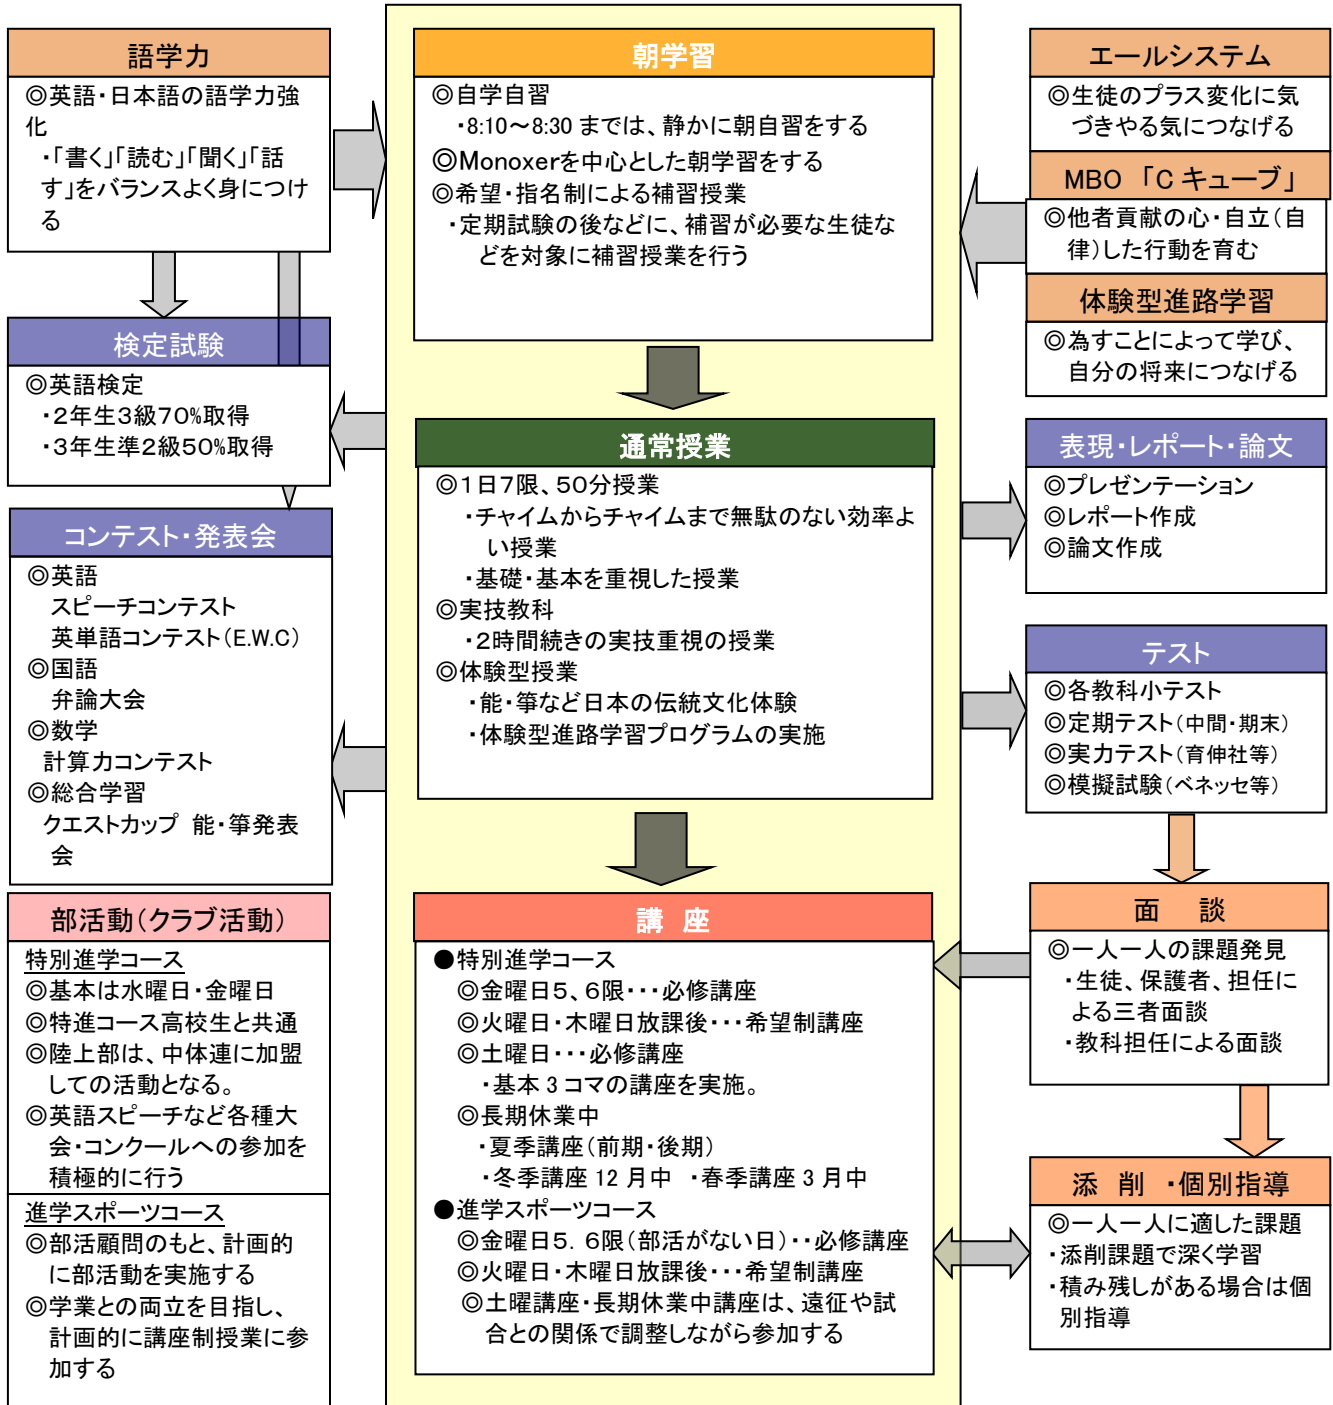 語学力
◎英語・日本語の語学力強
化
・「書く」「読む」「聞く」「話
す」をバランスよく身につけ
る
検定試験
◎英語検定
・2年生3級70%取得
・3年生準2級50%取得
コンテスト・発表会
◎英語
スピーチコンテスト
英単語コンテスト(E.W.C)
◎国語
弁論大会
◎数学
計算力コンテスト
◎総合学習
クエストカップ 能・箏発表
会
部活動(クラブ活動)
特別進学コース
◎基本は水曜日・金曜日
◎特進コース高校生と共通
◎陸上部は、中体連に加盟
しての活動となる。
◎英語スピーチなど各種大
会・コンクールへの参加を
積極的に行う
進学スポーツコース
◎部活顧問のもと、計画的
に部活動を実施する
◎学業との両立を目指し、
計画的に講座制授業に参
加する
朝学習
◎自学自習
・8:10~8:30 までは、静かに朝自習をする
◎Monoxerを中心とした朝学習をする
◎希望・指名制による補習授業
・定期試験の後などに、補習が必要な生徒な
どを対象に補習授業を行う
通常授業
◎1日7限、50分授業
・チャイムからチャイムまで無駄のない効率よ
い授業
・基礎・基本を重視した授業
◎実技教科
・2時間続きの実技重視の授業
◎体験型授業
・能・箏など日本の伝統文化体験
・体験型進路学習プログラムの実施
講 座
●特別進学コース
◎金曜日5、6限・・・必修講座
◎火曜日・木曜日放課後・・・希望制講座
◎土曜日・・・必修講座
・基本 3 コマの講座を実施。
◎長期休業中
・夏季講座(前期・後期)
・冬季講座 12 月中 ・春季講座 3 月中
●進学スポーツコース
◎金曜日5. 6限(部活がない日)・・必修講座
◎火曜日・木曜日放課後・・・希望制講座
◎土曜講座・長期休業中講座は、遠征や試
合との関係で調整しながら参加する
エールシステム
◎生徒のプラス変化に気
づきやる気につなげる
MBO 「C キューブ」
◎他者貢献の心・自立(自
律)した行動を育む
体験型進路学習
◎為すことによって学び、
自分の将来につなげる
表現・レポート・論文
◎プレゼンテーション
◎レポート作成
◎論文作成
テスト
◎各教科小テスト
◎定期テスト(中間・期末)
◎実力テスト(育伸社等)
◎模擬試験(ベネッセ等)
面 談
◎一人一人の課題発見
・生徒、保護者、担任に
よる三者面談
・教科担任による面談
添 削 ・個別指導
◎一人一人に適した課題
・添削課題で深く学習
・積み残しがある場合は個
別指導